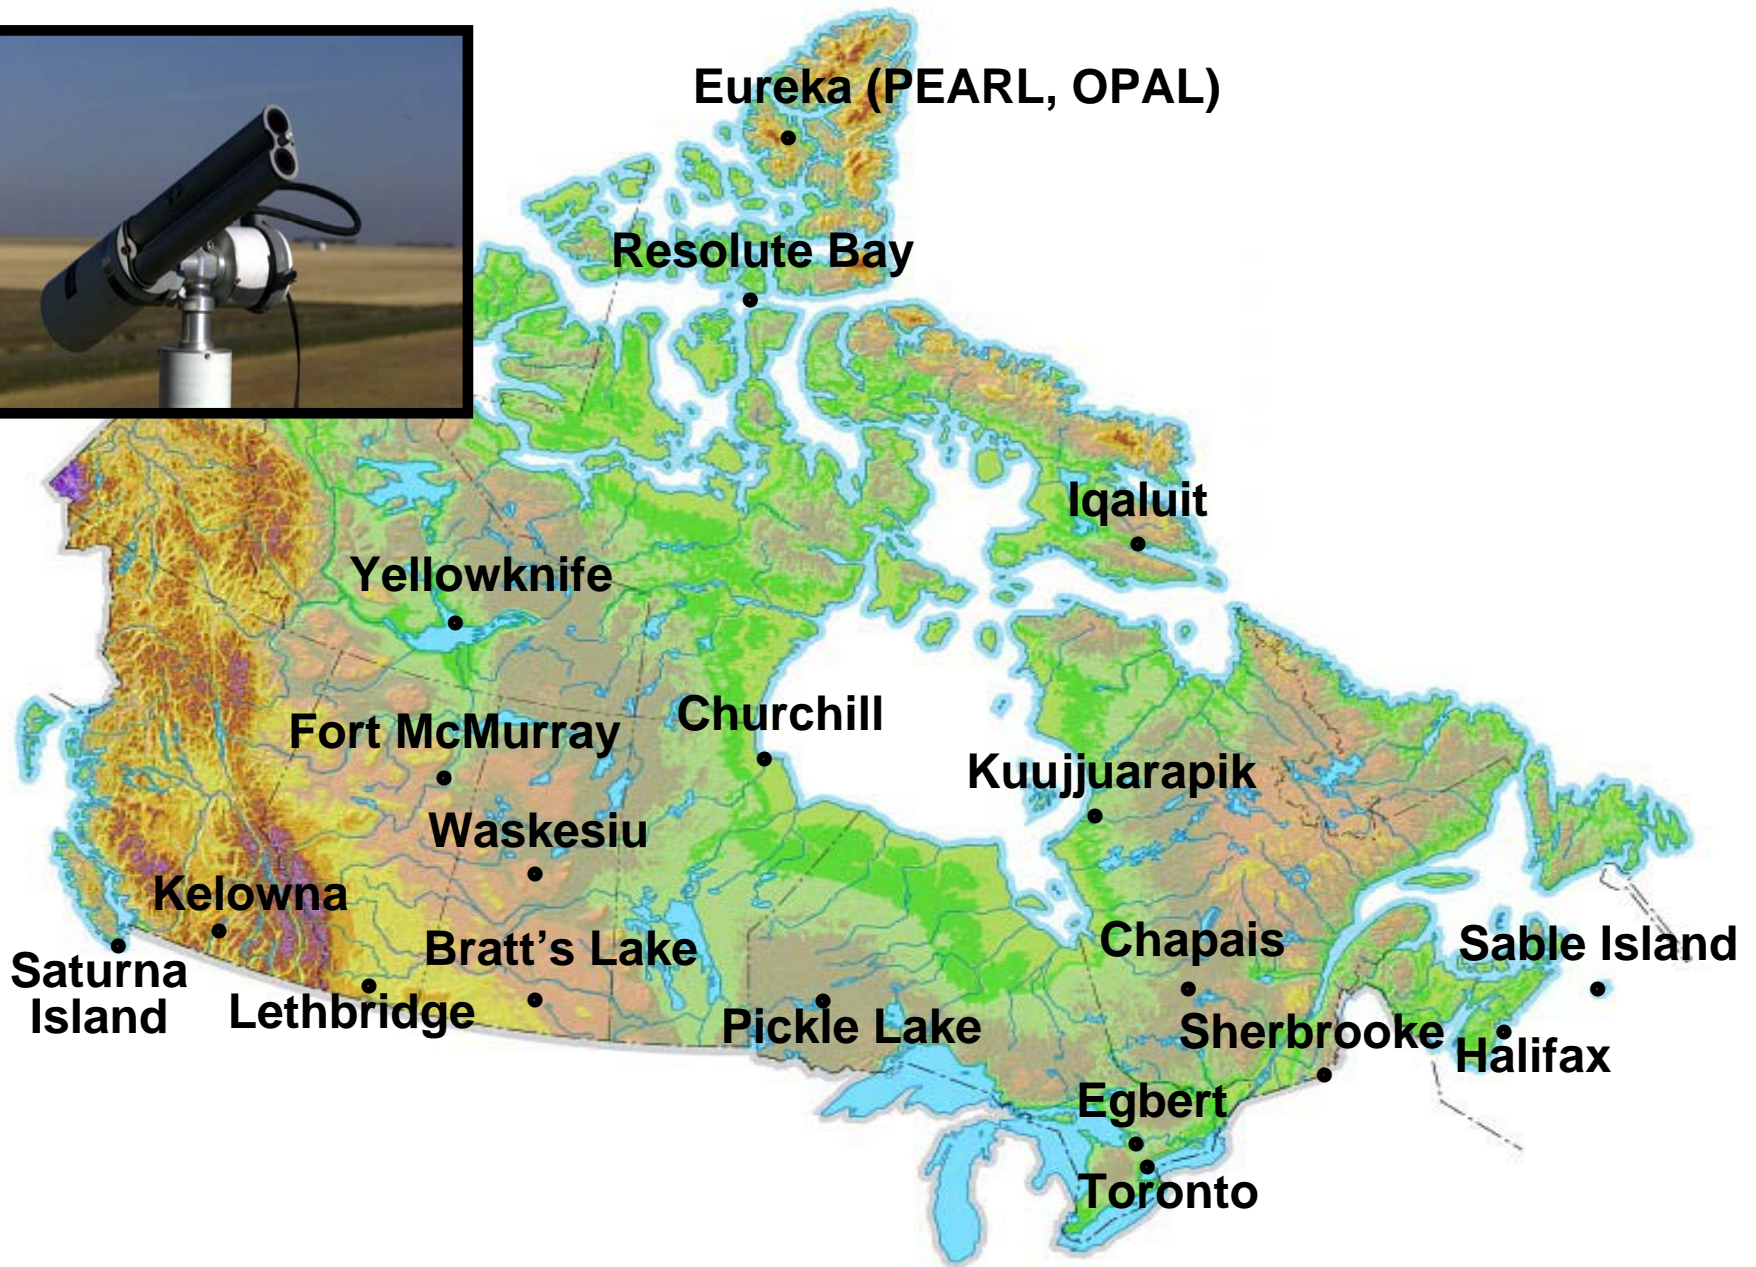 Eureka (PEARL, OPAL)
Resolute Bay
Iqaluit
Yellowknife
Churchill
Fort McMurray
Kuujjuarapik
Waskesiu
Kelowna
Bratt’s Lake
Chapais
Sable Island
Saturna
Island
Lethbridge
Pickle Lake
Sherbrooke
Halifax
Egbert
Toronto